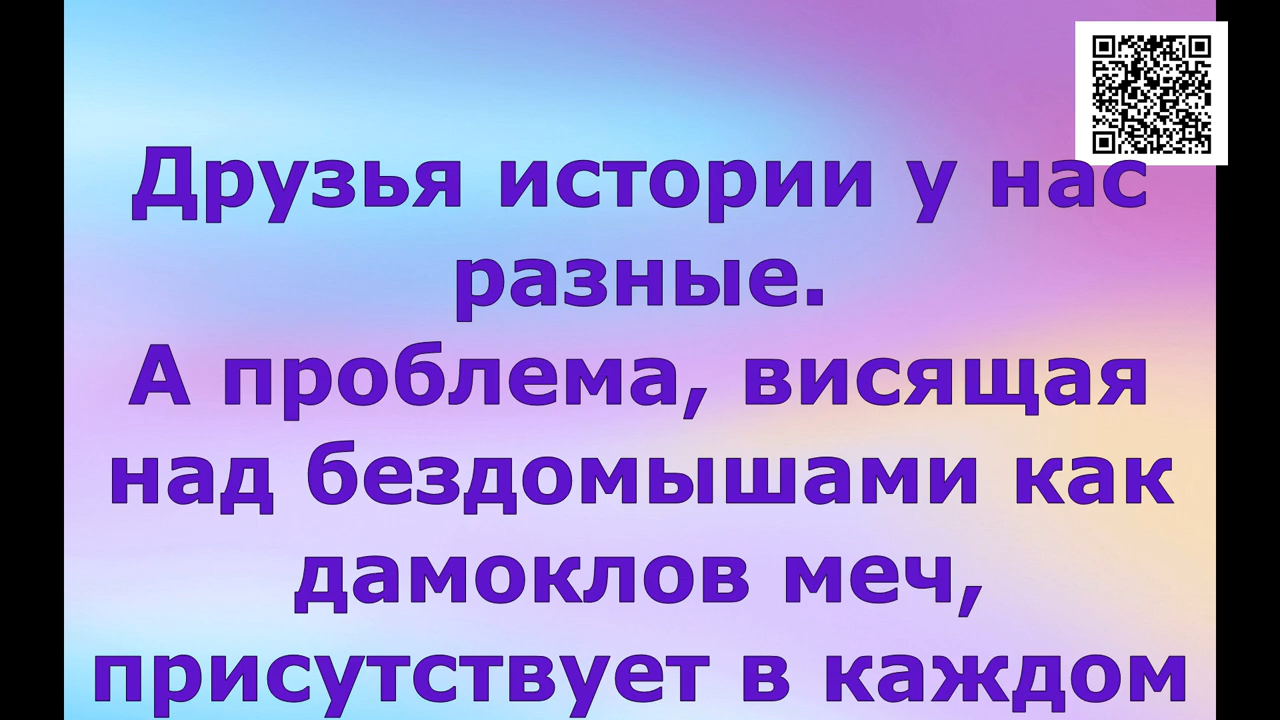 Друзья истории у нас
разные.
А проблема, висящая
над бездомышами как
дамоклов меч,
присутствует в каждом